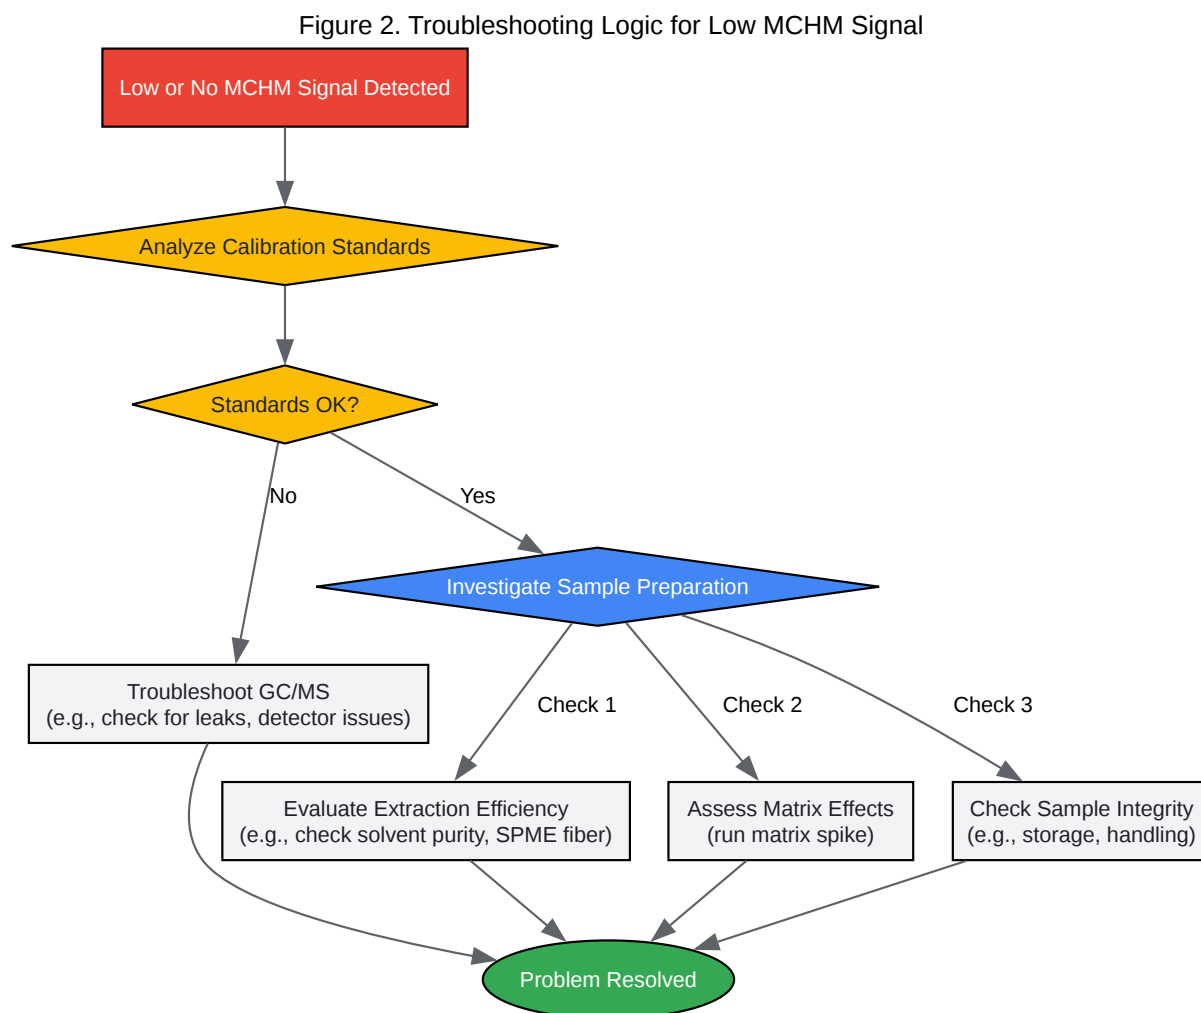 Figure 2. Troubleshooting Logic for Low MCHM Signal
Low or No MCHM Signal Detected
Analyze Calibration Standards
Standards OK?
No
Yes
Investigate Sample Preparation
Troubleshoot GC/MS
(e.g., check for leaks, detector issues)
Check 1
Check 2
Check 3
Evaluate Extraction Efficiency
(e.g., check solvent purity, SPME fiber)
Assess Matrix Effects
(run matrix spike)
Check Sample Integrity
(e.g., storage, handling)
Problem Resolved